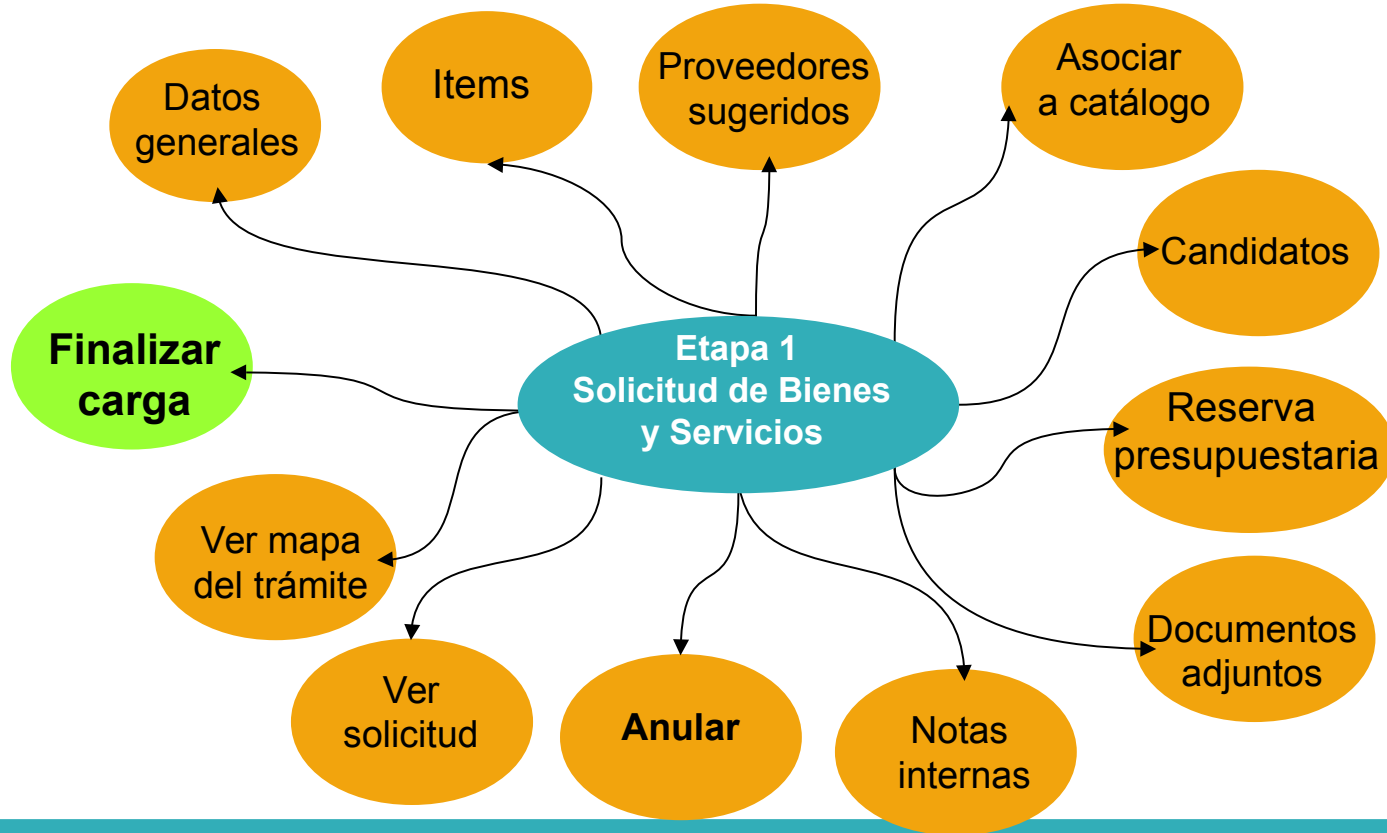 Datos
generales
Items
Proveedores
sugeridos
Asociar
a catálogo
Candidatos
Finalizar
carga
Etapa 1
Solicitud de Bienes
y Servicios
Reserva
presupuestaria
Ver mapa
del trámite
Documentos
adjuntos
Ver
solicitud
Anular
Notas
internas